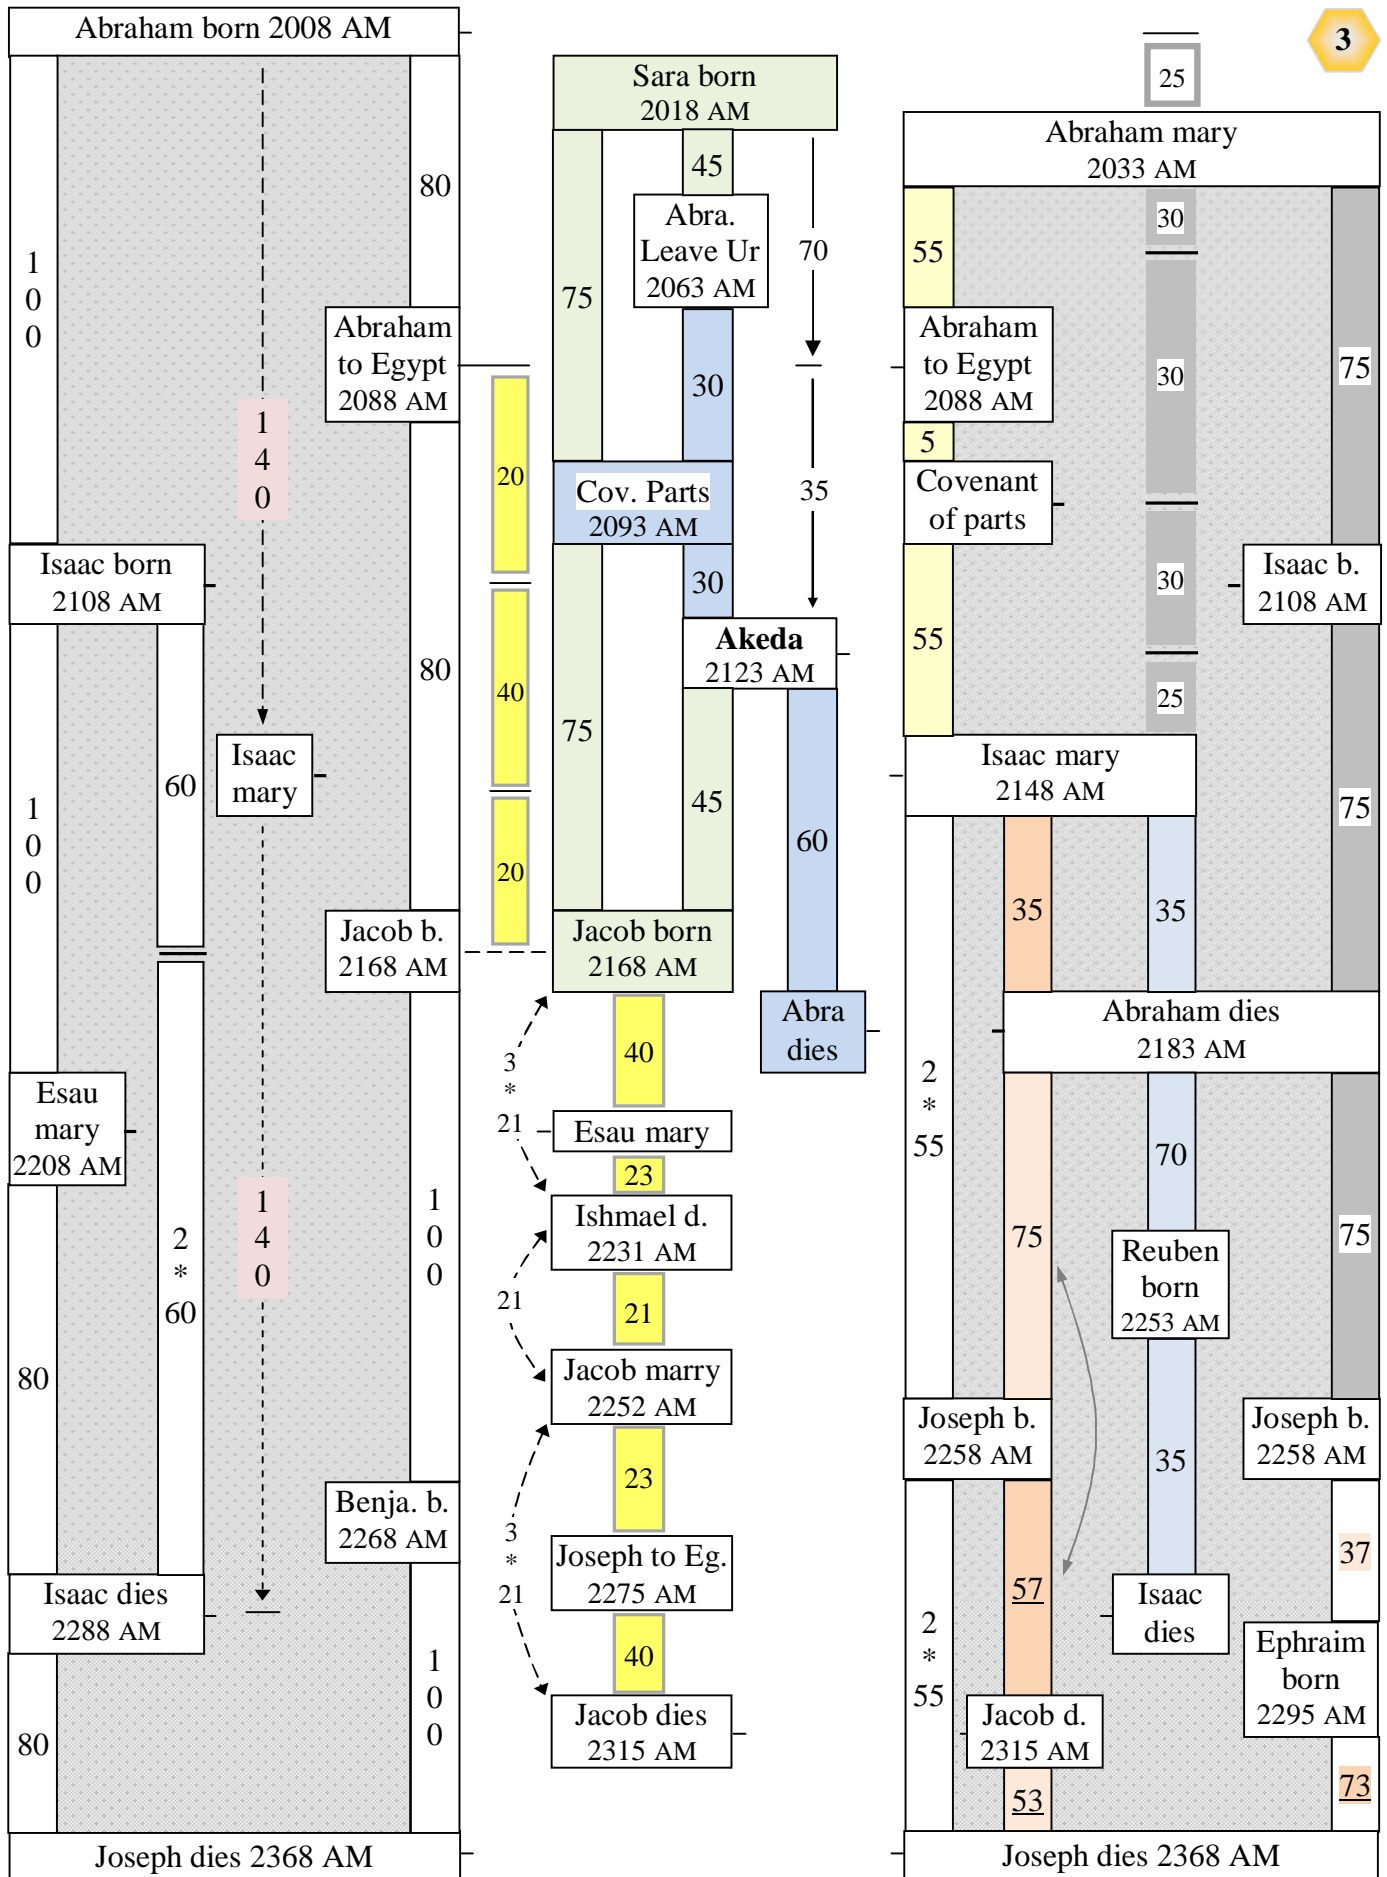 Abraham born 2008 AM
3
25
Sara born
2018 AM
Abraham mary
2033 AM
80
45
30
Abra.
Leave Ur
2063 AM
70
55
1
0
0
75
Abraham
to Egypt
2088 AM
Abraham
to Egypt
2088 AM
30
30
75
1
4
0
5
20
Cov. Parts
2093 AM
35
Covenant
of parts
Isaac born
2108 AM
30
30
Isaac b.
2108 AM
Akeda
2123 AM
55
80
40
25
75
Isaac
mary
Isaac mary
2148 AM
60
45
75
1
0
0
60
20
35
35
Jacob b.
2168 AM
Jacob born
2168 AM
Abra
dies
Abraham dies
2183 AM
3
*
21
40
2
*
55
Esau
mary
2208 AM
Esau mary
70
23
1
4
0
1
0
0
2
*
60
Ishmael d.
2231 AM
75
Reuben
born
2253 AM
75
21
21
80
Jacob marry
2252 AM
Joseph b.
2258 AM
Joseph b.
2258 AM
23
35
Benja. b.
2268 AM
3
*
21
Joseph to Eg.
2275 AM
37
57
Isaac dies
2288 AM
Isaac
dies
2
*
55
40
Ephraim
born
2295 AM
1
0
0
Jacob dies
2315 AM
Jacob d.
2315 AM
80
53
73
Joseph dies 2368 AM
Joseph dies 2368 AM